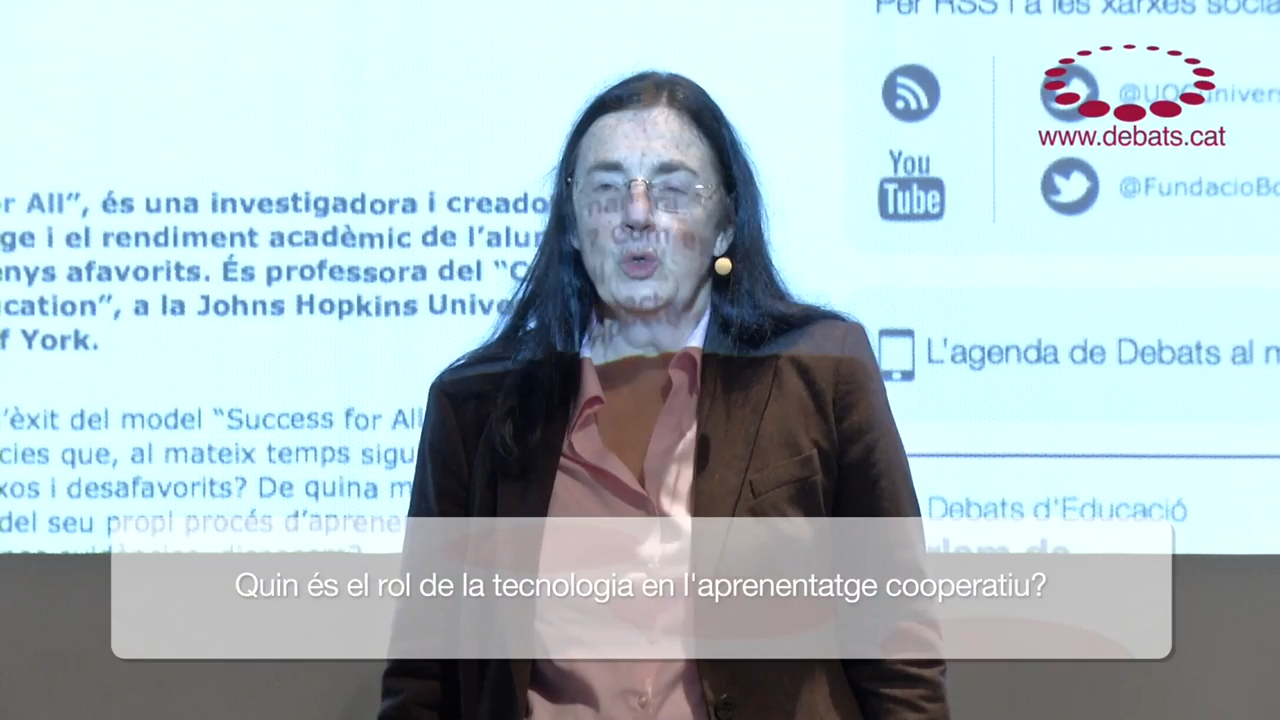 Per RSS i a les xarxes socia
@UOCunivers
www.debats.cat
You
Tube
@FundacioBo
r All”, és una investigadora i creado
ge i el rendiment acadèmic de l’alu
enys afavorits. És professora del “C
cation”, a la Johns Hopkins Unive
f York.
L'agenda de Debats al m
’èxit del model “Success for All
cies que, al mateix temps sigu
xos i desafavorits? De quina m
del seu propi procés d’aprene
Debats d'Educació
Quin és el rol de la tecnologia en l'aprenentatge cooperatiu?